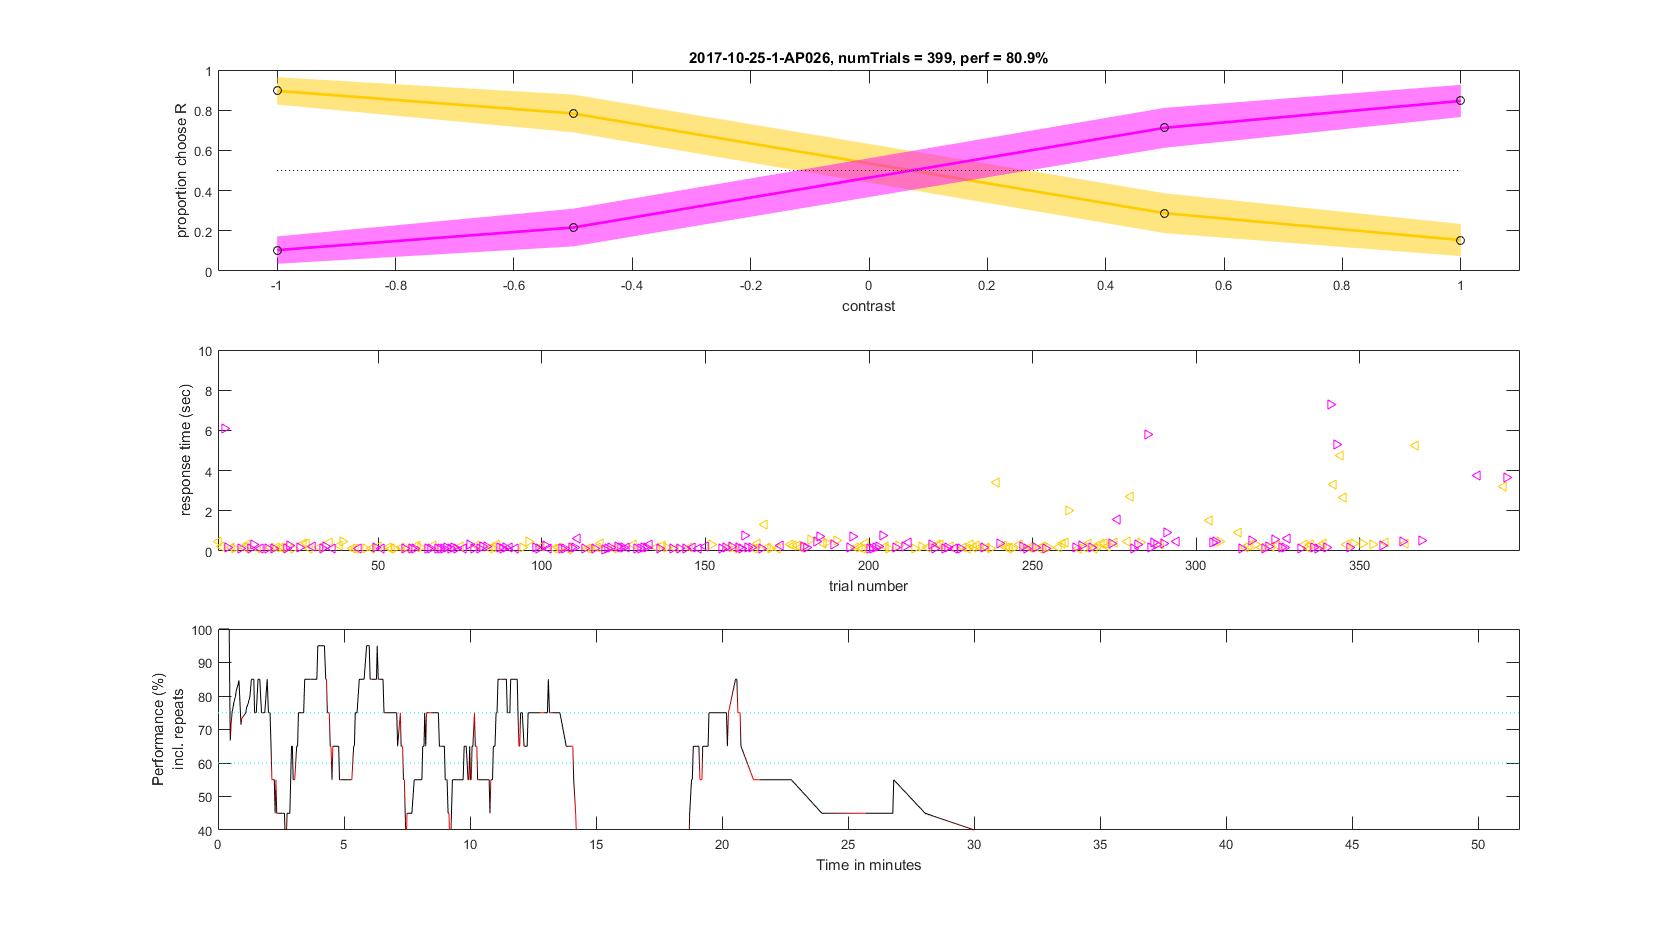 2017-10-25-1-AP026, numTrials = 399, perf = 80.9%
1
0.8
0.6
0.4
0.2
0
proportion choose R
-1 -0.8 -0.6 -0.4 -0.2 0 0.2 0.4 0.6 0.8 1
contrast
10
8
6
4
2
0
response time (sec)
50 100 150 200 250 300 350
trial number
100
90
80
70
60
50
40
Performance (%)
incl. repeats
0 5 10 15 20 25 30 35 40 45 50
Time in minutes